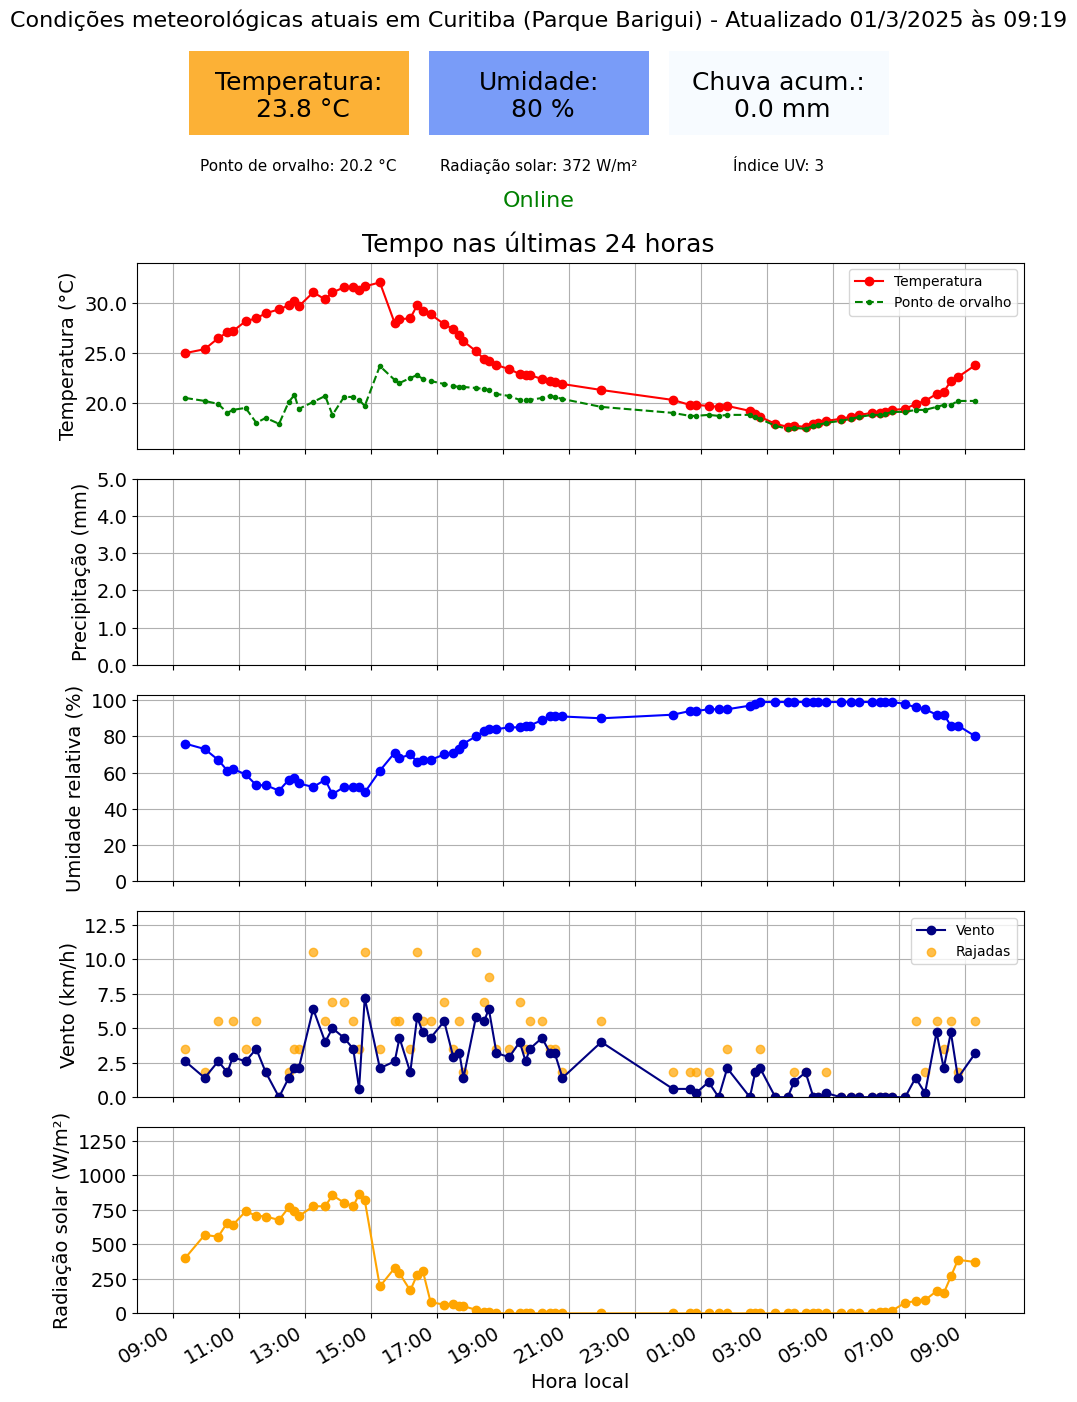 Condições meteorológicas atuais em Curitiba (Parque Barigui) - Atualizado 01/3/2025 às 09:19
Temperatura:
23.8 °C
Umidade:
80 %
Chuva acum.:
0.0 mm
Ponto de orvalho: 20.2 °C
Radiação solar: 372 W/m²
Índice UV: 3
Online
Tempo nas últimas 24 horas
Temperatura (°C)
30.0
25.0
20.0
Temperatura
Ponto de orvalho
Precipitação (mm)
5.0
4.0
3.0
2.0
1.0
0.0
Umidade relativa (%)
100
80
60
40
20
0
Vento (km/h)
12.5
10.0
7.5
5.0
2.5
0.0
Vento
Rajadas
Radiação solar (W/m²)
1250
1000
750
500
250
0
09:00 11:00 13:00 15:00 17:00 19:00 21:00 23:00 01:00 03:00 05:00 07:00 09:00
Hora local